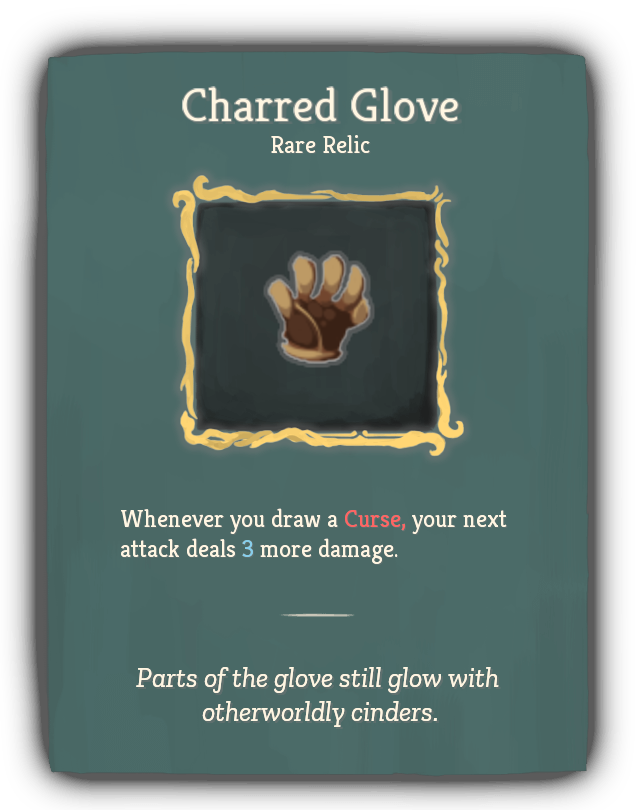 Charred Glove
Rare Relic
Whenever you draw a Curse, your next
attack deals 3 more damage.
Parts of the glove still glow with
otherworldly cinders.